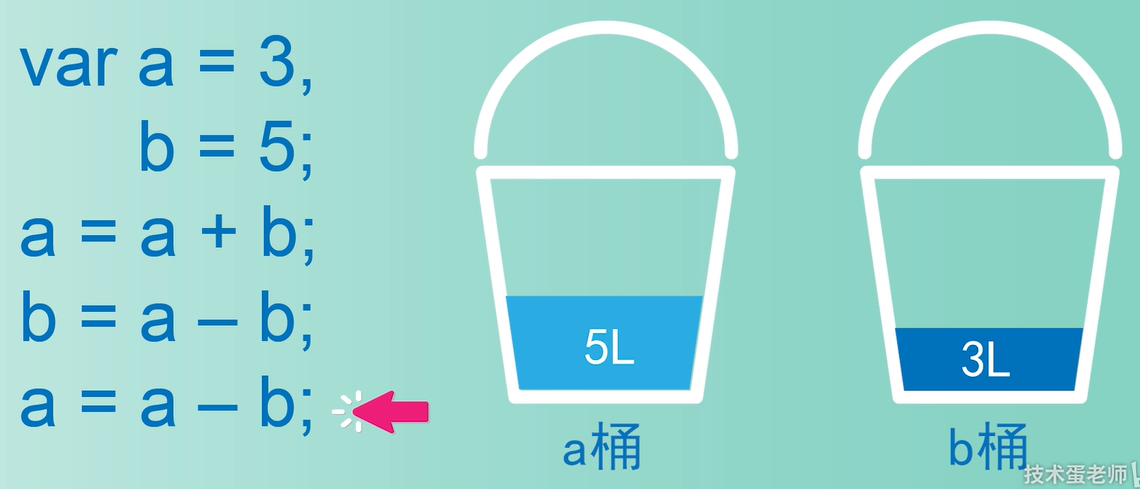 var a = 3,
b = 5;
a = a + b;
b = a – b;
a = a – b;
5L
3L
a桶
b桶
技术蛋老师